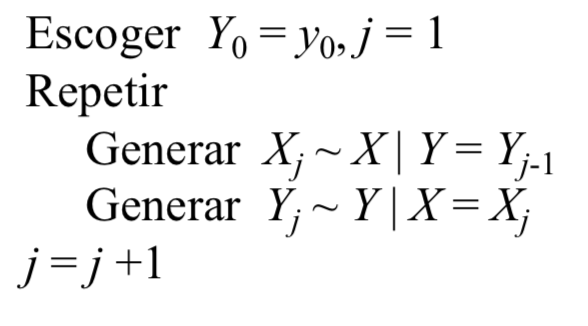 Escoger Y₀ = y₀, j = 1
Repetir
Generar Xⱼ ~ X | Y = Yⱼ₋₁
Generar Yⱼ ~ Y | X = Xⱼ
j = j +1